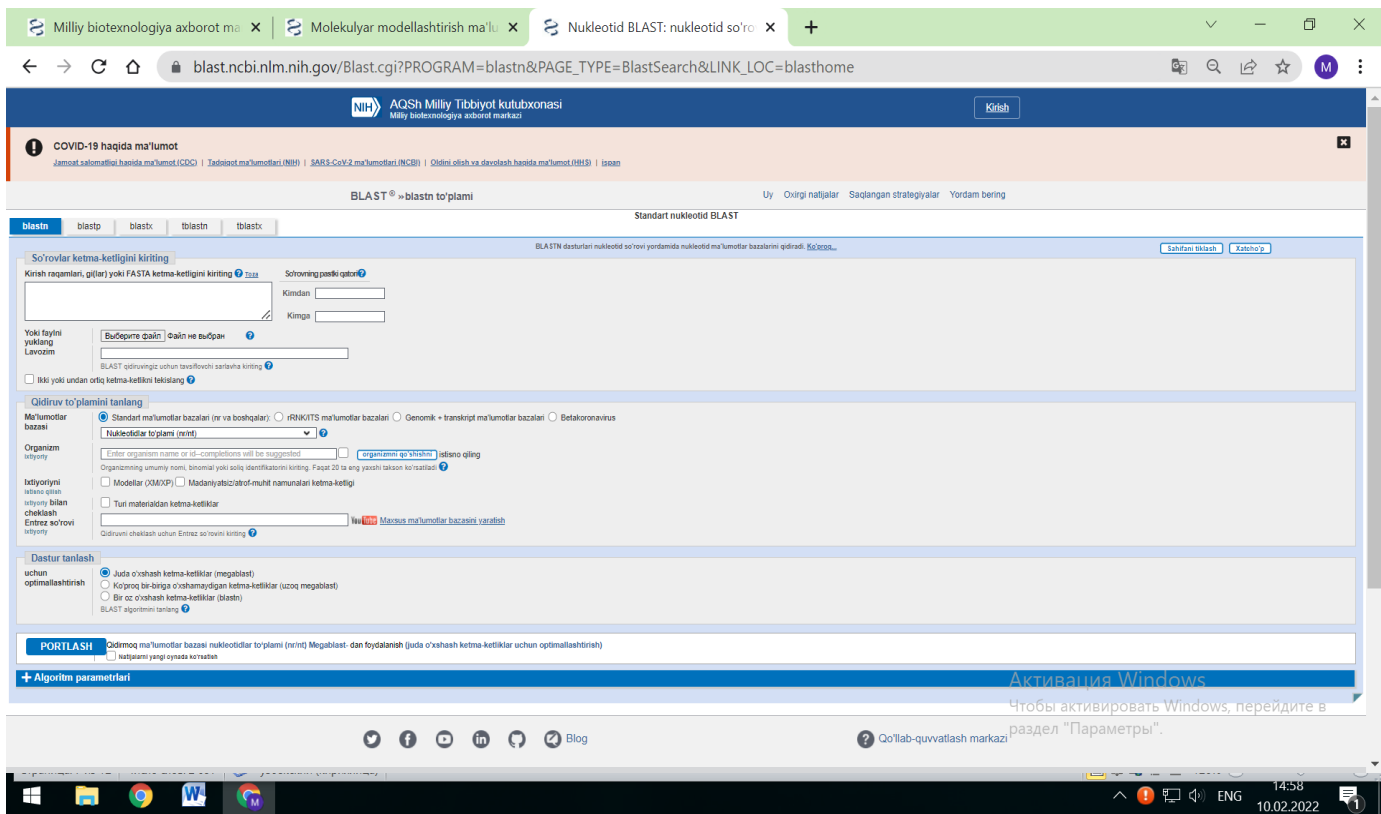 Milliy biotexnologiya axborot ma
Molekulyar modellashtirish ma'lu
Nukleotid BLAST: nukleotid so'ro
blast.ncbi.nlm.nih.gov/Blast.cgi?PROGRAM=blastn&PAGE_TYPE=BlastSearch&LINK_LOC=blasthome
M
NIH AQSh Milliy Tibbiyot kutubxonasi
Milliy biotexnologiya axborot markazi
Kirish
COVID-19 haqida ma'lumot
Jamoat salomatligi haqida ma'lumot (CDC) | Tadqiqot ma'lumotlari (NIH) | SARS-CoV-2 ma'lumotlari (NCBI) | Oldini olish va davolash haqida ma'lumot (HHS) | ispan
BLAST ® » blastn to'plami
Uy Oxirgi natijalar Saqlangan strategiyalar Yordam bering
Standart nukleotid BLAST
blastn blastp blastx tblastn tblastx
BLASTN dasturlari nukleotid so'rovi yordamida nukleotid ma'lumotlar bazalarini qidiradi. Ko'proq...
Sahifani tiklash Xatcho'p
So'rovlar ketma-ketligini kiriting
Kirish raqamlari, gi(lar) yoki FASTA ketma-ketligini kiriting ? Тоза
So'rovning pastki qatori ?
Kimdan
Kimga
Yoki faylni yuklang
Выберите файл Файл не выбран ?
Lavozim
BLAST qidiruvingiz uchun tavsiflovchi sarlavha kiriting ?
Ikki yoki undan ortiq ketma-ketlikni tekislang ?
Qidiruv to'plamini tanlang
Ma'lumotlar bazasi
Standart ma'lumotlar bazalari (nr va boshqalar): rRNK/ITS ma'lumotlar bazalari Genomik + transkript ma'lumotlar bazalari Betakoronavirus
Nukleotidlar to'plami (nr/nt) ?
Organizm
ixtiyoriy
Enter organism name or id--completions will be suggested organizmni qo'shishni istisno qiling
Organizmning umumiy nomi, binomial yoki soliq identifikatorini kiriting. Faqat 20 ta eng yaxshi takson ko'rsatiladi ?
Ixtiyoriyni
istisno qilish
Modellar (XM/XP) Madaniyatsiz/atrof-muhit namunalari ketma-ketligi
ixtiyoriy bilan
cheklash
Turi materialdan ketma-ketliklar
Entrez so'rovi
ixtiyoriy
YouTube Maxsus ma'lumotlar bazasini yaratish
Qidiruvni cheklash uchun Entrez so'rovini kiriting ?
Dastur tanlash
uchun
optimallashtirish
Juda o'xshash ketma-ketliklar (megablast)
Ko'proq bir-biriga o'xshamaydigan ketma-ketliklar (uzoq megablast)
Bir oz o'xshash ketma-ketliklar (blastn)
BLAST algoritmini tanlang ?
PORTLASH
Qidirmoq ma'lumotlar bazasi nukleotidlar to'plami (nr/nt) Megablast- dan foydalanish (juda o'xshash ketma-ketliklar uchun optimallashtirish)
Natijalarni yangi oynada ko'rsatish
+ Algoritm parametrlari
Активация Windows
Чтобы активировать Windows, перейдите в
раздел "Параметры".
Blog
? Qo'llab-quvvatlash markazi
ENG
14:58
10.02.2022
1